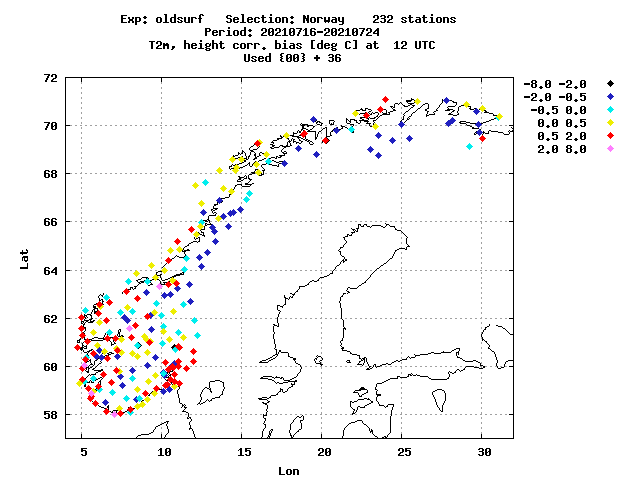 Exp: oldsurf Selection: Norway 232 stations
Period: 20210716-20210724
T2m, height corr. bias [deg C] at 12 UTC
Used {00} + 36
72
70
68
66
64
62
60
58
5 10 15 20 25 30
Lat
Lon
-8.0 -2.0
-2.0 -0.5
-0.5 0.0
0.0 0.5
0.5 2.0
2.0 8.0